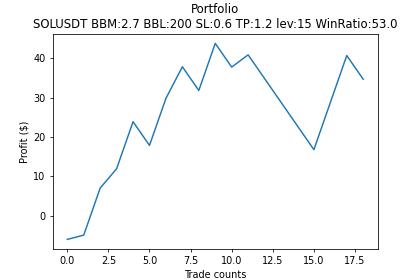 Portfolio
SOLUSDT BBM:2.7 BBL:200 SL:0.6 TP:1.2 lev:15 WinRatio:53.0
40
30
20
10
0
Profit ($)
0.0 2.5 5.0 7.5 10.0 12.5 15.0 17.5
Trade counts